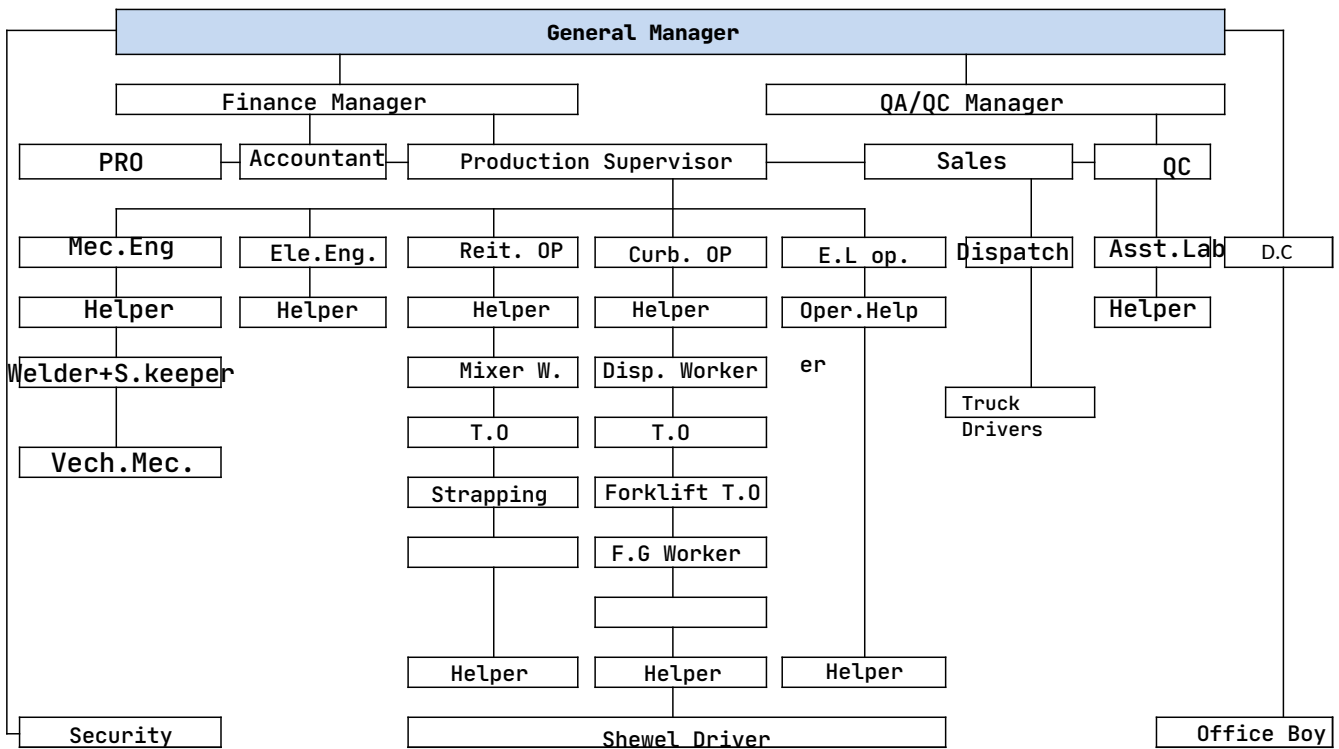 General Manager
Finance Manager
QA/QC Manager
PRO
Accountant
Production Supervisor
Sales
QC
Mec.Eng
Ele.Eng.
Reit. OP
Curb. OP
E.L op.
Dispatch
Asst.Lab
D.C
Helper
Helper
Helper
Helper
Oper.Help
er
Helper
Welder+S.keeper
Mixer W.
Disp. Worker
Truck
Drivers
T.O
T.O
Vech.Mec.
Strapping
Forklift T.O
F.G Worker
Helper
Helper
Helper
Security
Shewel Driver
Office Boy